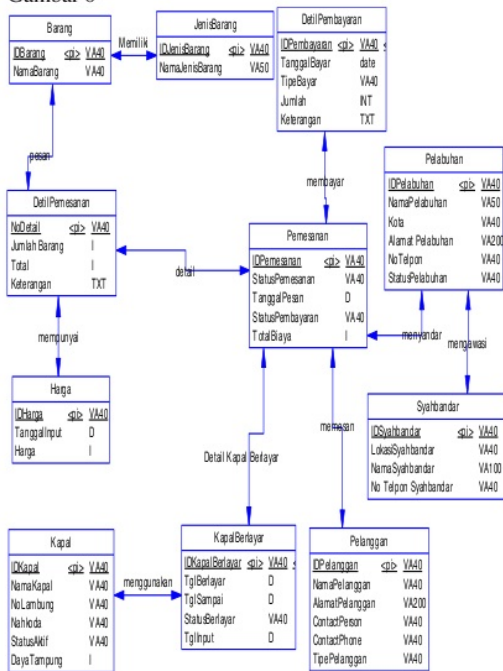 Barang
IDBarang <pi> VA40
NamaBarang VA40
Memiliki
JenisBarang
IDJenisBarang <pi> VA40
NamaJenisBarang VA50
DetilPembayaran
IDPembayaran <pi> VA40
TanggalBayar date
TipeBayar VA40
Jumlah INT
Keterangan TXT
pesan
membayar
Pelabuhan
IDPelabuhan <pi> VA40
NamaPelabuhan VA50
Kota VA40
Alamat Pelabuhan VA200
NoTelpon VA40
StatusPelabuhan VA40
DetilPemesanan
NoDetail <pi> VA40
Jumlah Barang I
Total I
Keterangan TXT
detail
Pemesanan
IDPemesanan <pi> VA40
StatusPemesanan VA40
TanggalPesan D
StatusPembayaran VA40
TotalBiaya I
menyandar
mengawasi
mempunyai
Harga
IDHarga <pi> VA40
TanggalInput D
Harga I
Syahbandar
IDSyahbandar <pi> VA40
LokasiSyahbandar VA40
NamaSyahbandar VA100
No Telpon Syahbandar VA40
memesan
Detail Kapal Berlayar
Kapal
IDKapal <pi> VA40
NamaKapal VA40
NoLambung VA40
Nahkoda VA40
StatusAktif VA40
DayaTampung I
menggunakan
KapalBerlayar
IDKapalBerlayar <pi> VA40
TglBerlayar D
TglSampai D
StatusBerlayar VA40
TglInput D
Pelanggan
IDPelanggan <pi> VA40
NamaPelanggan VA40
AlamatPelanggan VA200
ContactPerson VA40
ContactPhone VA40
TipePelanggan VA40